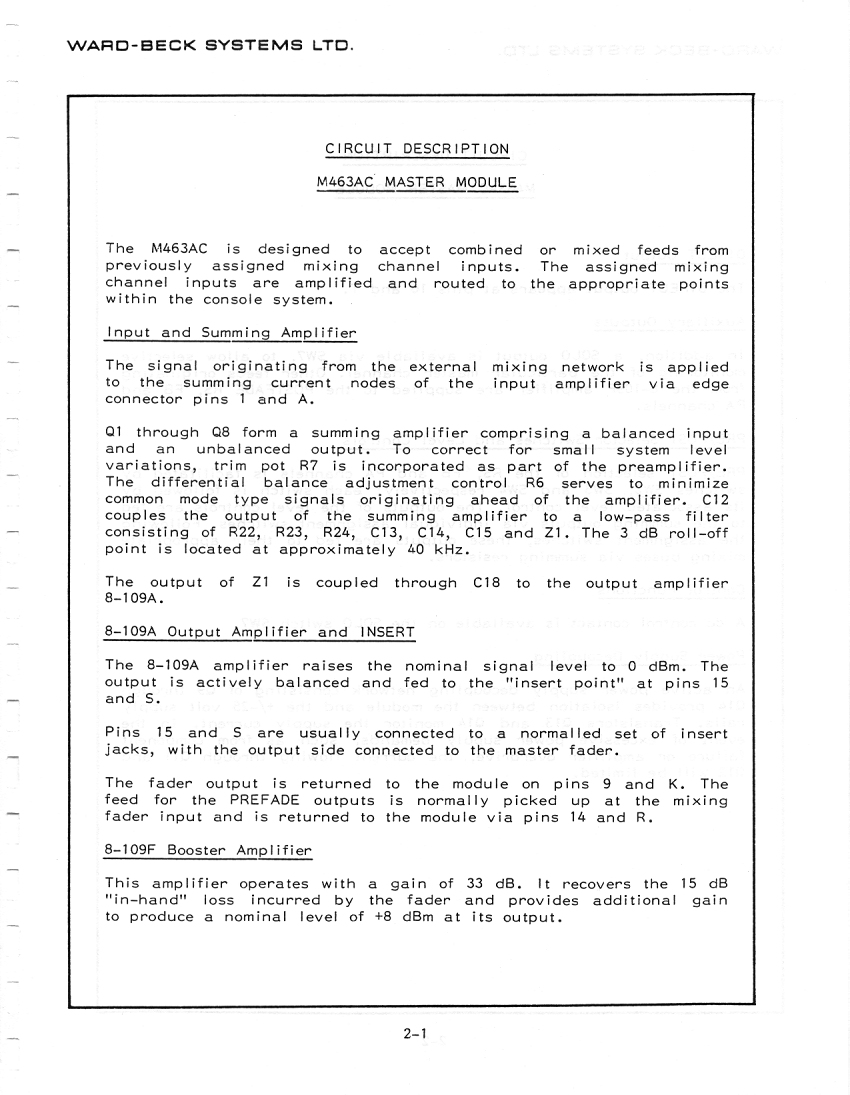 WARD-BECK SYSTEMS LTD.
CIRCUIT DESCRIPTION
M463AC MASTER MODULE
The M463AC is designed to accept combined or mixed feeds from
previously assigned mixing channel inputs. The assigned mixing
channel inputs are amplified and routed to the appropriate points
within the console system.
Input and Summing Amplifier
The signal originating from the external mixing network is applied
to the summing current nodes of the input amplifier via edge
connector pins 1 and A.
Q1 through Q8 form a summing amplifier comprising a balanced input
and an unbalanced output. To correct for small system level
variations, trim pot R7 is incorporated as part of the preamplifier.
The differential balance adjustment control R6 serves to minimize
common mode type signals originating ahead of the amplifier. C12
couples the output of the summing amplifier to a low-pass filter
consisting of R22, R23, R24, C13, C14, C15 and Z1. The 3 dB roll-off
point is located at approximately 40 kHz.
The output of Z1 is coupled through C18 to the output amplifier
8-109A.
8-109A Output Amplifier and INSERT
The 8-109A amplifier raises the nominal signal level to 0 dBm. The
output is actively balanced and fed to the "insert point" at pins 15
and S.
Pins 15 and S are usually connected to a normalled set of insert
jacks, with the output side connected to the master fader.
The fader output is returned to the module on pins 9 and K. The
feed for the PREFADE outputs is normally picked up at the mixing
fader input and is returned to the module via pins 14 and R.
8-109F Booster Amplifier
This amplifier operates with a gain of 33 dB. It recovers the 15 dB
"in-hand" loss incurred by the fader and provides additional gain
to produce a nominal level of +8 dBm at its output.
2-1